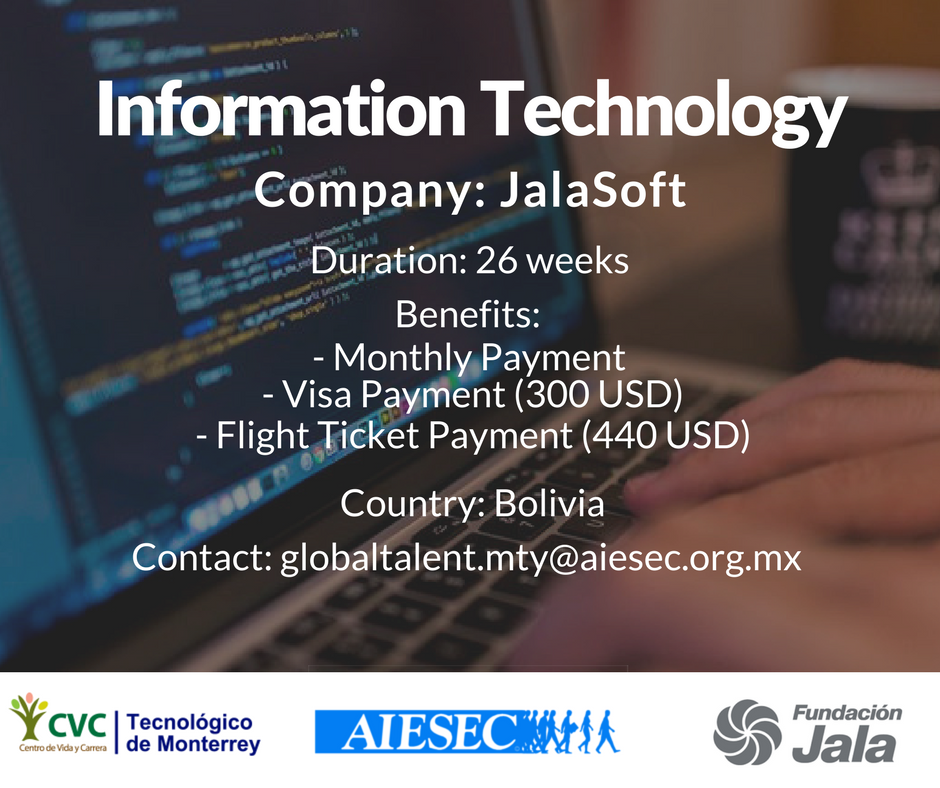 Information Technology
Company: JalaSoft
Duration: 26 weeks
Benefits:
- Monthly Payment
- Visa Payment (300 USD)
- Flight Ticket Payment (440 USD)
Country: Bolivia
Contact: globaltalent.mty@aiesec.org.mx
CVC
Centro de Vida y Carrera
Tecnológico
de Monterrey
AIESEC
Fundación
Jala